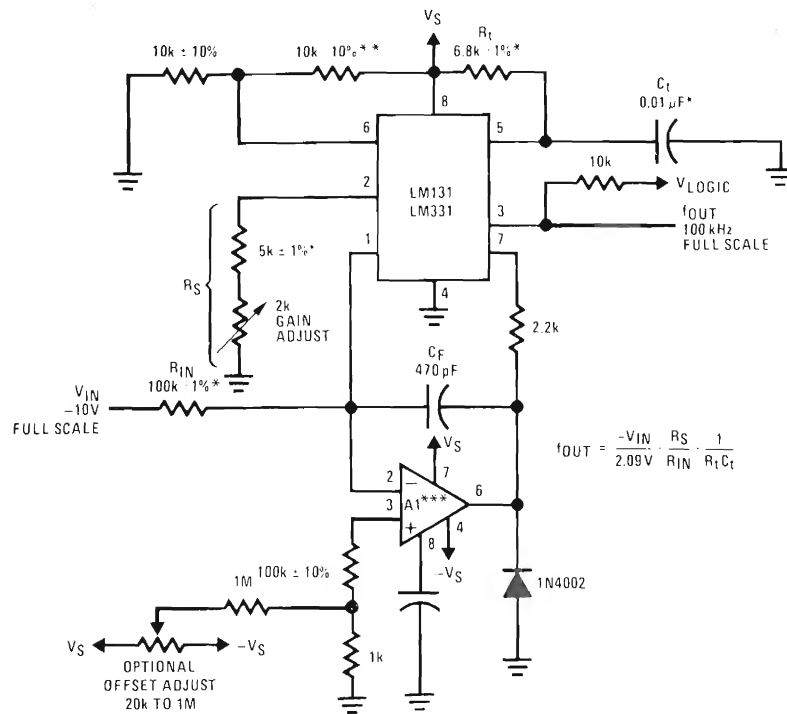 VS
Rt
10k ± 10%
10k 10%**
6.8k 1%*
Ct
0.01 µF*
8
6
5
2
LM131
LM331
3
1
7
4
10k
VLOGIC
fOUT
100 kHz
FULL SCALE
RS
5k ± 1%*
2k
GAIN
ADJUST
2.2k
RIN
100k 1%*
CF
470 pF
VIN
–10V
FULL SCALE
VS
7
fOUT = –VIN/2.09V · RS/RIN · 1/RtCt
2
–
6
3
A1***
+
4
8
–VS
1N4002
100k ± 10%
1M
VS
–VS
1k
OPTIONAL
OFFSET ADJUST
20k TO 1M